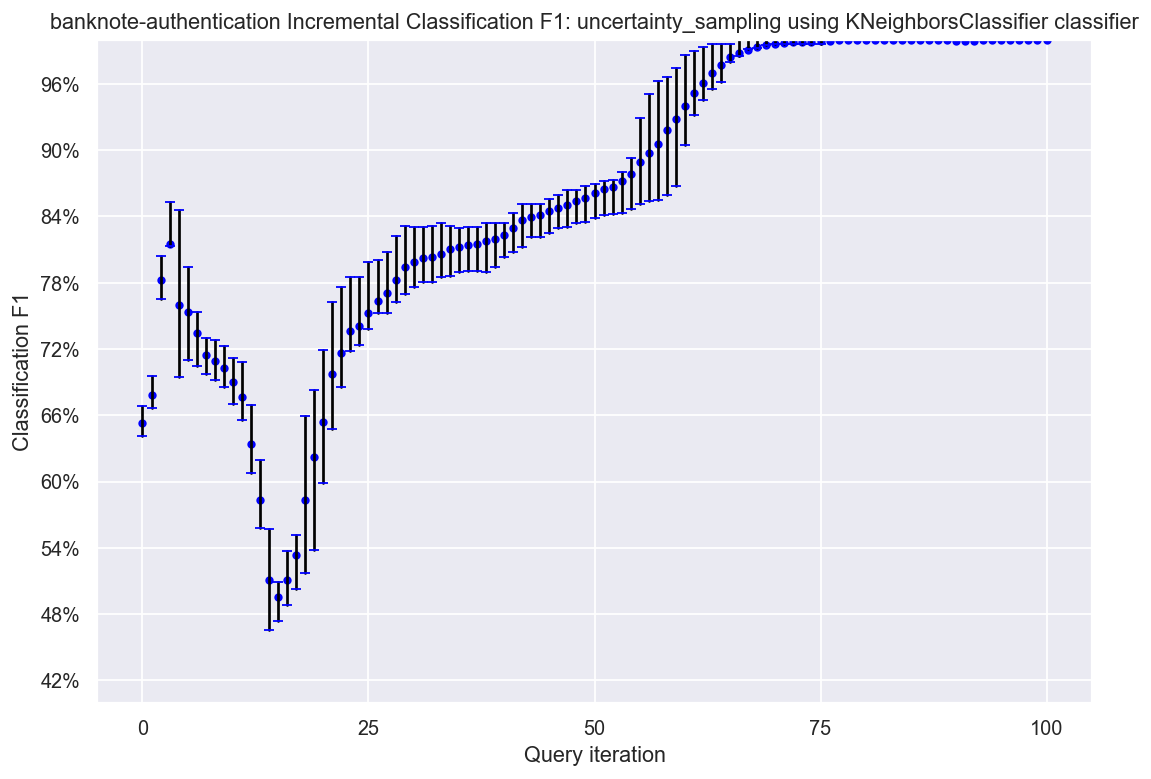 banknote-authentication Incremental Classification F1: uncertainty_sampling using KNeighborsClassifier classifier
96%
90%
84%
78%
72%
66%
60%
54%
48%
42%
Classification F1
0 25 50 75 100
Query iteration